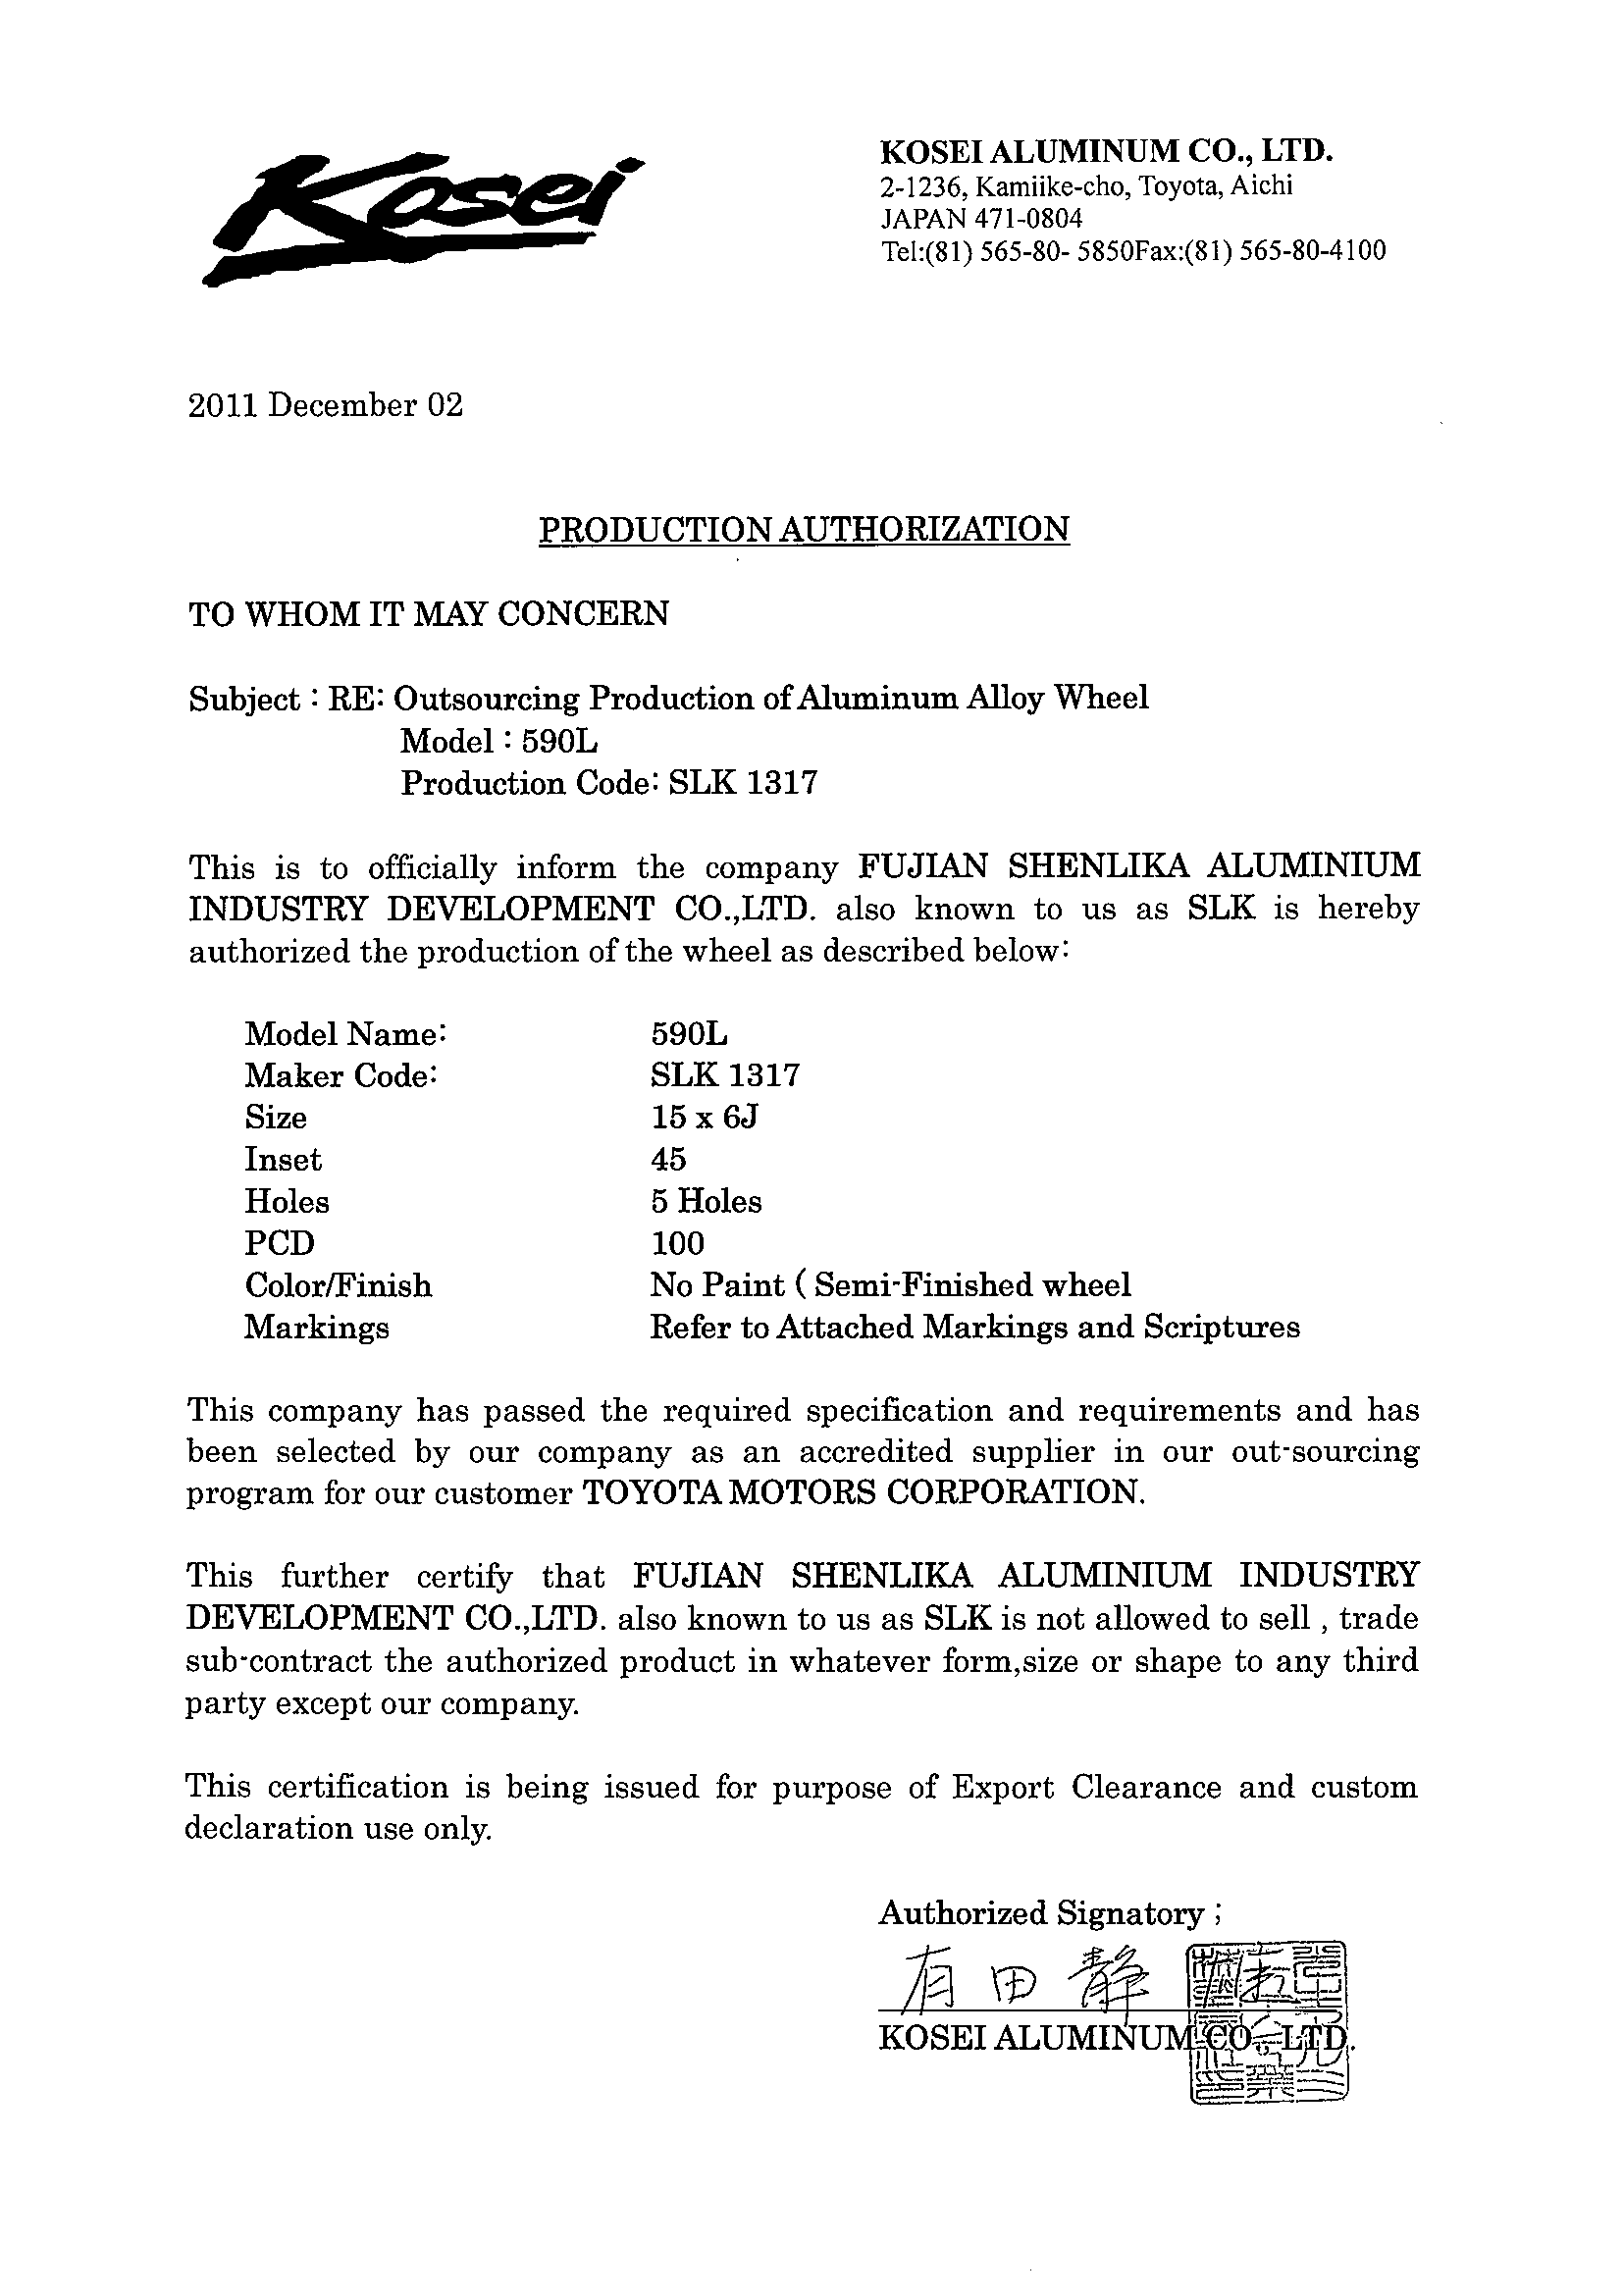 Kosei
KOSEI ALUMINUM CO., LTD.
2-1236, Kamiike-cho, Toyota, Aichi
JAPAN 471-0804
Tel:(81) 565-80- 5850Fax:(81) 565-80-4100
2011 December 02
PRODUCTION AUTHORIZATION
TO WHOM IT MAY CONCERN
Subject : RE: Outsourcing Production of Aluminum Alloy Wheel
Model : 590L
Production Code: SLK 1317
This is to officially inform the company FUJIAN SHENLIKA ALUMINIUM
INDUSTRY DEVELOPMENT CO.,LTD. also known to us as SLK is hereby
authorized the production of the wheel as described below:
Model Name: 590L
Maker Code: SLK 1317
Size 15 x 6J
Inset 45
Holes 5 Holes
PCD 100
Color/Finish No Paint ( Semi-Finished wheel
Markings Refer to Attached Markings and Scriptures
This company has passed the required specification and requirements and has
been selected by our company as an accredited supplier in our out-sourcing
program for our customer TOYOTA MOTORS CORPORATION.
This further certify that FUJIAN SHENLIKA ALUMINIUM INDUSTRY
DEVELOPMENT CO.,LTD. also known to us as SLK is not allowed to sell , trade
sub-contract the authorized product in whatever form,size or shape to any third
party except our company.
This certification is being issued for purpose of Export Clearance and custom
declaration use only.
Authorized Signatory ;
有田 静
KOSEI ALUMINUM CO., LTD.